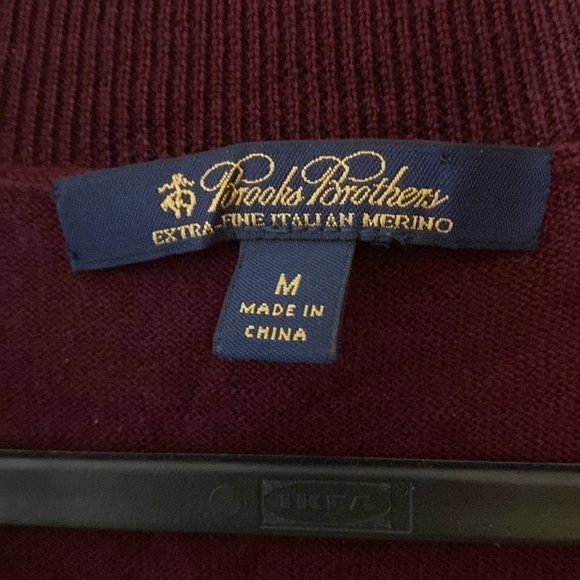 Brooks Brothers
EXTRA-FINE ITALIAN MERINO
M
MADE IN
CHINA
IKEA